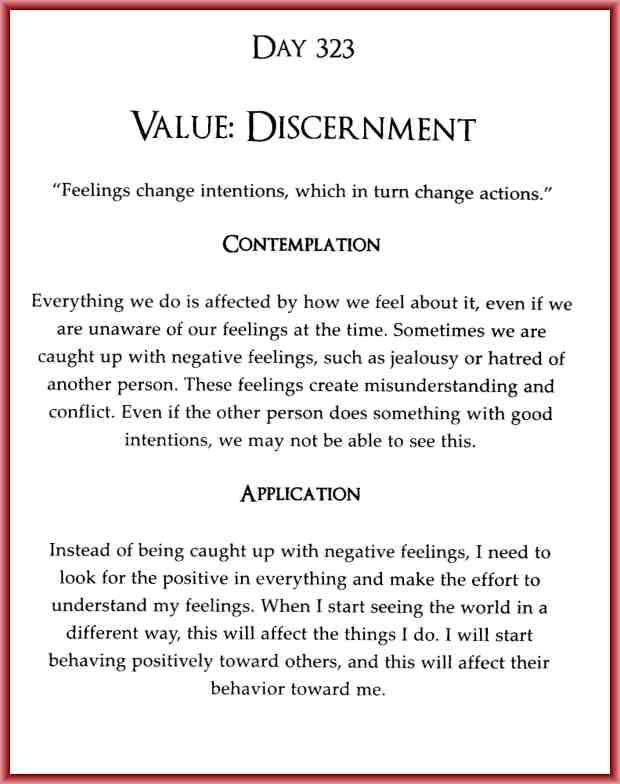 DAY 323
VALUE: DISCERNMENT
“Feelings change intentions, which in turn change actions.”
CONTEMPLATION
Everything we do is affected by how we feel about it, even if we
are unaware of our feelings at the time. Sometimes we are
caught up with negative feelings, such as jealousy or hatred of
another person. These feelings create misunderstanding and
conflict. Even if the other person does something with good
intentions, we may not be able to see this.
APPLICATION
Instead of being caught up with negative feelings, I need to
look for the positive in everything and make the effort to
understand my feelings. When I start seeing the world in a
different way, this will affect the things I do. I will start
behaving positively toward others, and this will affect their
behavior toward me.